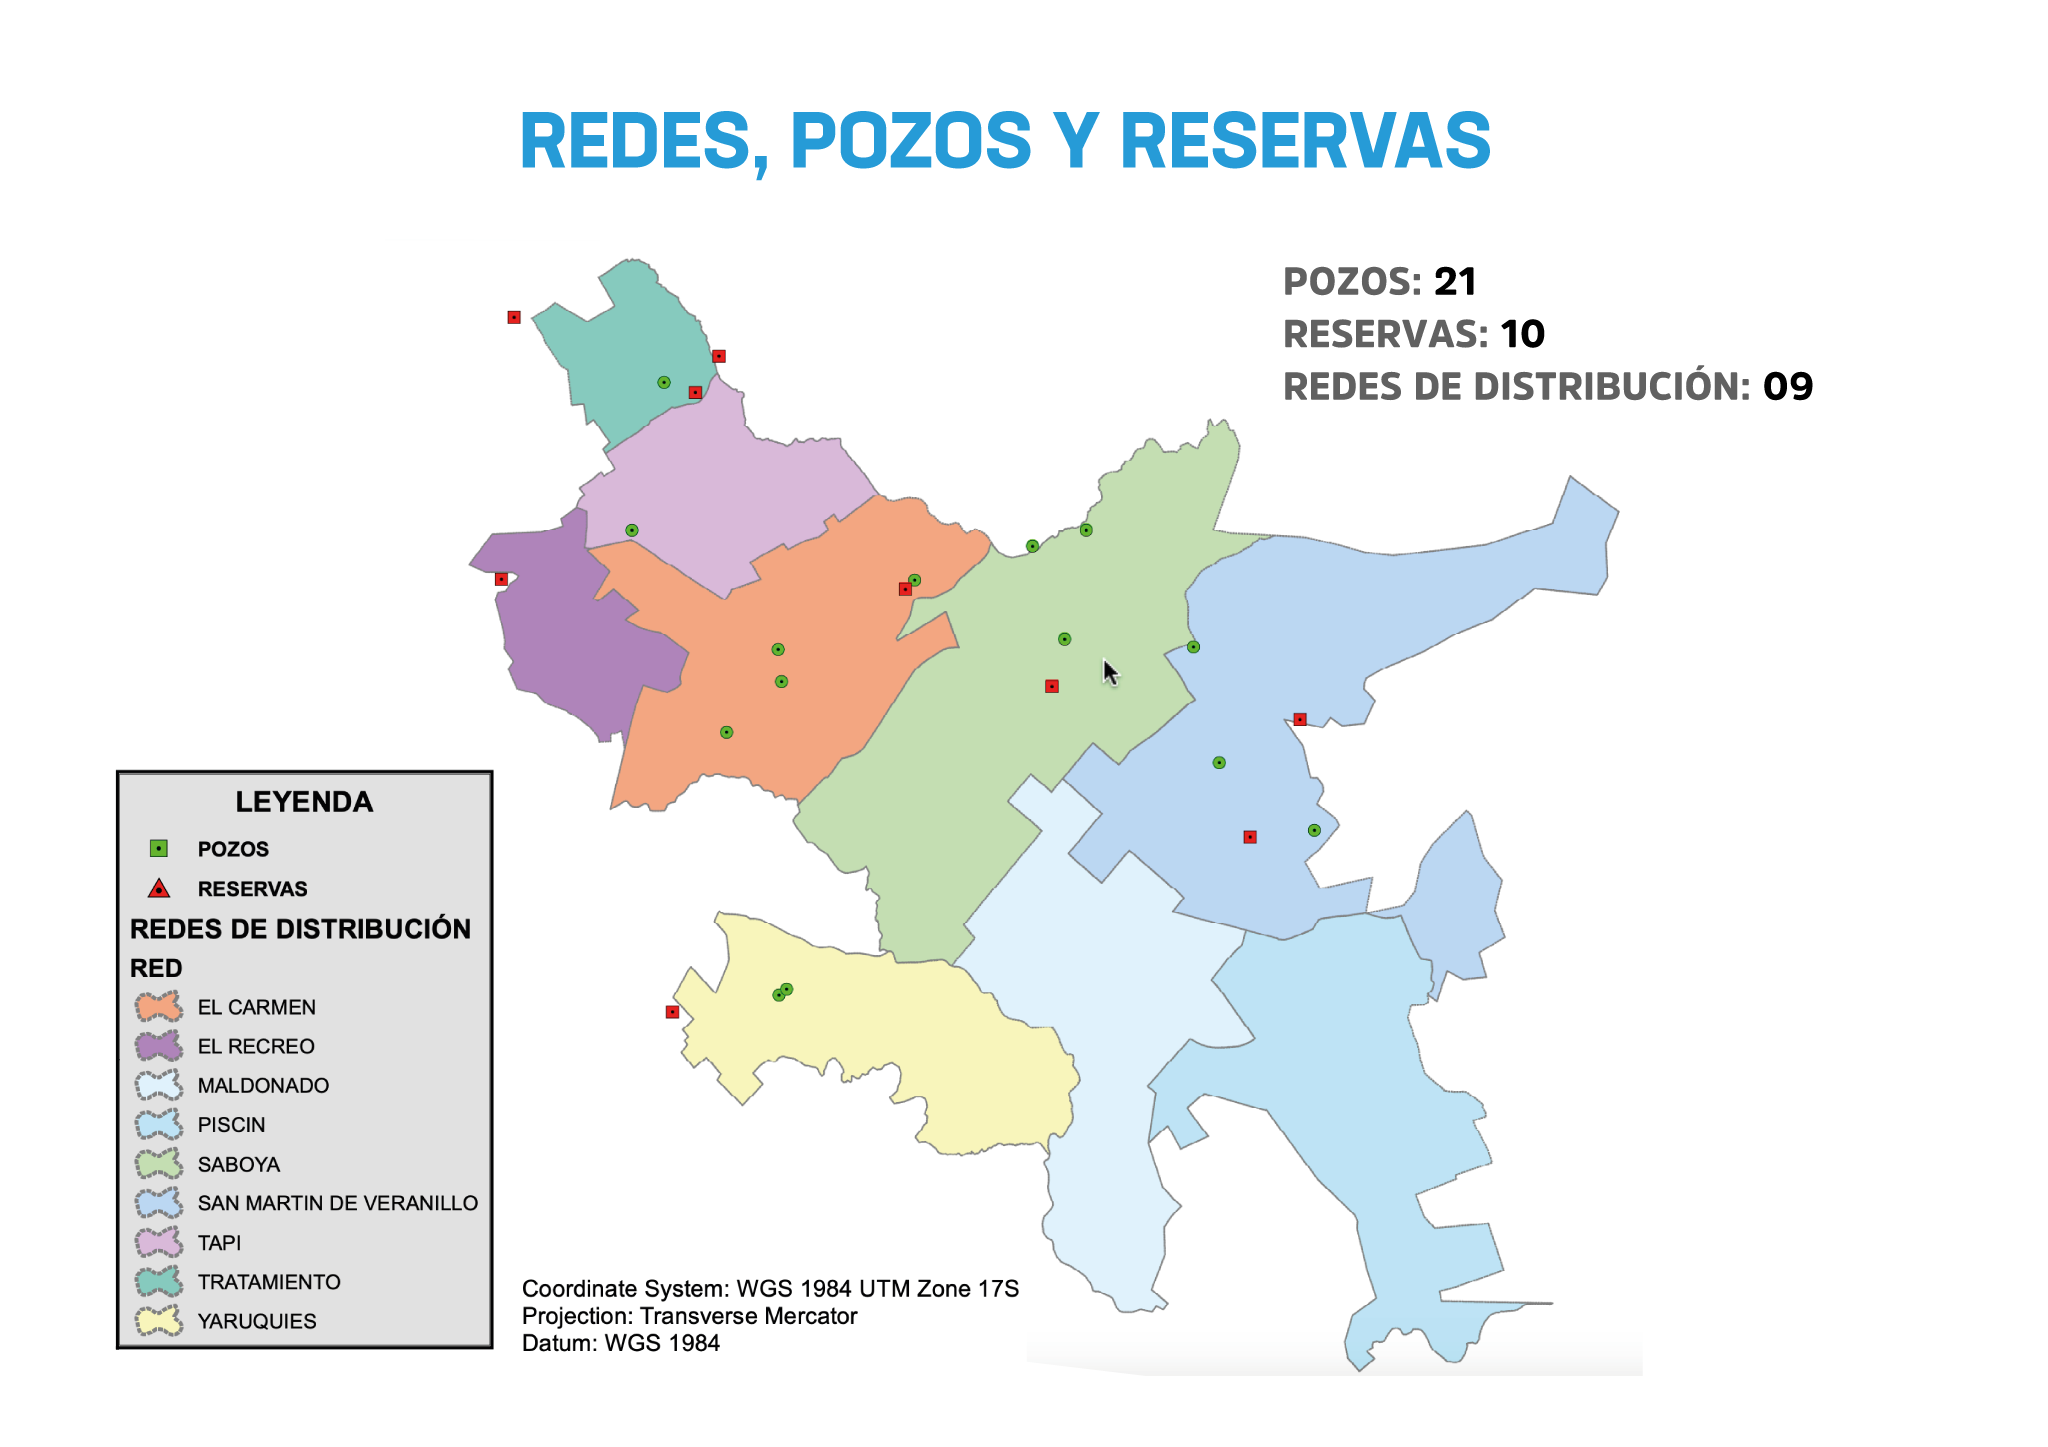 REDES, POZOS Y RESERVAS
POZOS: 21
RESERVAS: 10
REDES DE DISTRIBUCIÓN: 09
LEYENDA
POZOS
RESERVAS
REDES DE DISTRIBUCIÓN
RED
EL CARMEN
EL RECREO
MALDONADO
PISCIN
SABOYA
SAN MARTIN DE VERANILLO
TAPI
TRATAMIENTO
YARUQUIES
Coordinate System: WGS 1984 UTM Zone 17S
Projection: Transverse Mercator
Datum: WGS 1984